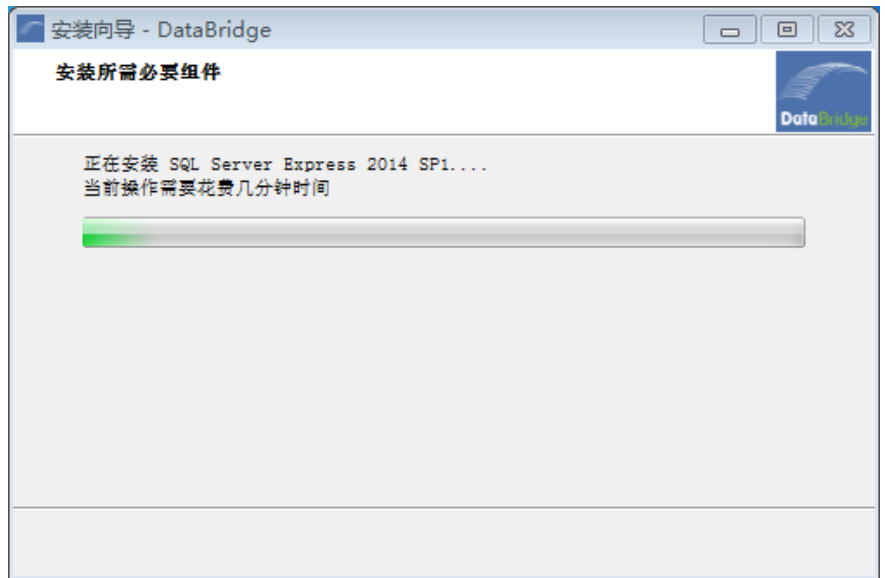 安装向导 - DataBridge
安装所需必要组件
DataBridge
正在安装 SQL Server Express 2014 SP1....
当前操作需要花费几分钟时间